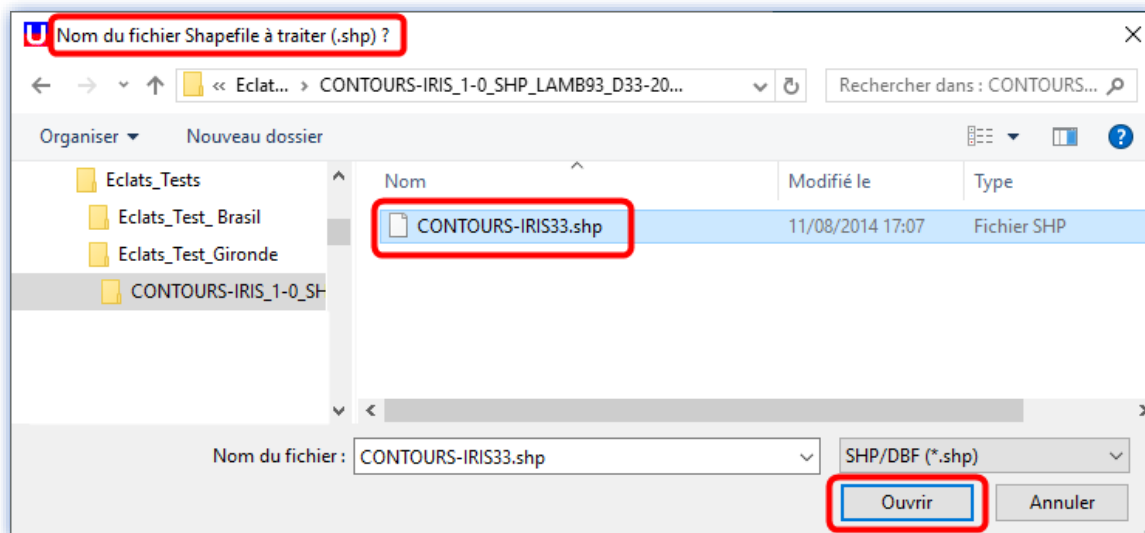 U Nom du fichier Shapefile à traiter (.shp) ?
« Eclat... › CONTOURS-IRIS_1-0_SHP_LAMB93_D33-20... Rechercher dans : CONTOURS...
Organiser Nouveau dossier ?
Eclats_Tests
Eclats_Test_ Brasil
Eclats_Test_Gironde
CONTOURS-IRIS_1-0_SH
Nom Modifié le Type
CONTOURS-IRIS33.shp 11/08/2014 17:07 Fichier SHP
Nom du fichier : CONTOURS-IRIS33.shp SHP/DBF (*.shp)
Ouvrir Annuler